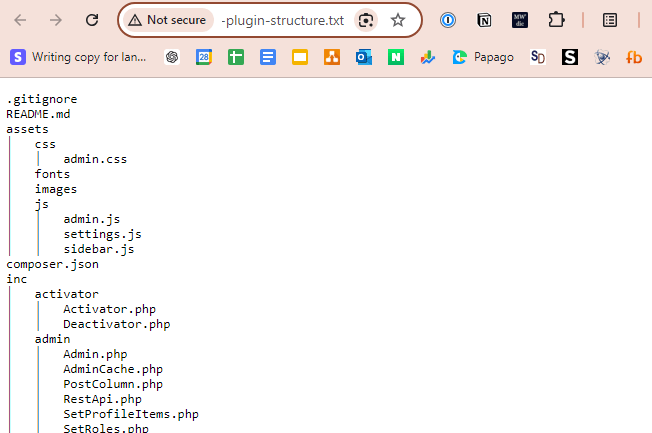 Not secure
-plugin-structure.txt
MW
dic
Writing copy for lan...
28
Papago
SD
S
fb
.gitignore
README.md
assets
css
admin.css
fonts
images
js
admin.js
settings.js
sidebar.js
composer.json
inc
activator
Activator.php
Deactivator.php
admin
Admin.php
AdminCache.php
PostColumn.php
RestApi.php
SetProfileItems.php
SetRoles.php